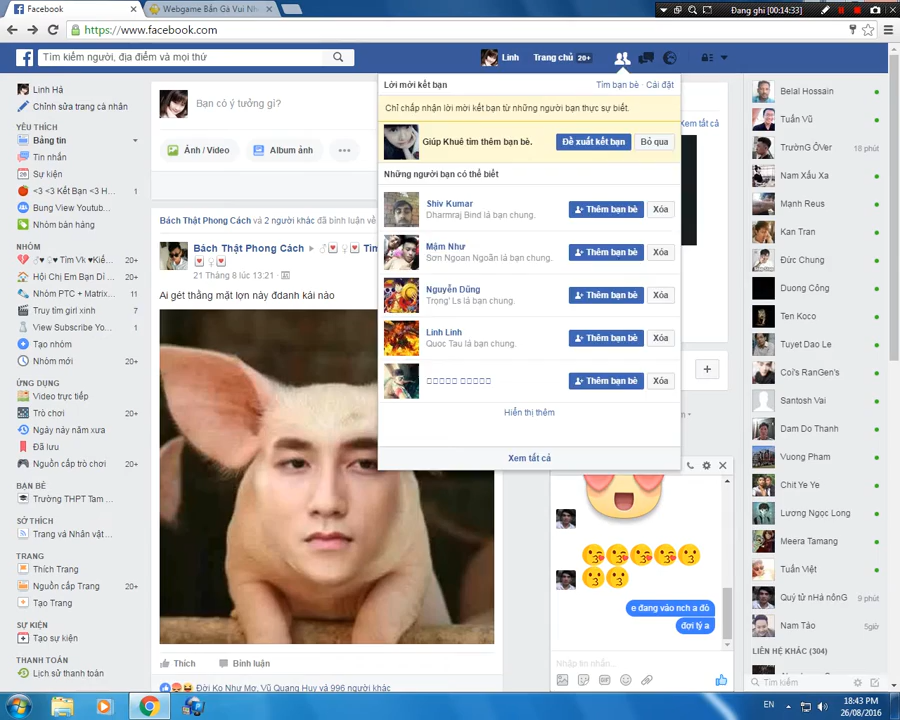 Facebook
Webgame Bắn Gà Vui Nh
Đang ghi [00:14:33]
https://www.facebook.com
Tìm kiếm người, địa điểm và mọi thứ
Linh
Trang chủ 20+
Linh Hà
Chỉnh sửa trang cá nhân
YÊU THÍCH
Bảng tin
Tin nhắn
Sự kiện
<3 <3 Kết Bạn <3 H... 1
Bung View Youtub...
Nhóm bán hàng
NHÓM
♂♥♀♥ Tìm Vk ♥Kiế... 20+
Hội Chị Em Bạn Dì ... 20+
Nhóm PTC + Matrix... 11
Truy tìm girl xinh 7
View Subscribe Yo... 1
Tạo nhóm
Nhóm mới 20+
ỨNG DỤNG
Video trực tiếp
Trò chơi 20+
Ngày này năm xưa
Đã lưu
Nguồn cấp trò chơi 20+
BẠN BÈ
Trường THPT Tam ...
SỞ THÍCH
Trang và Nhân vật...
TRANG
Thích Trang
Nguồn cấp Trang 20+
Tạo Trang
SỰ KIỆN
Tạo sự kiện
THANH TOÁN
Lịch sử thanh toán
Bạn có ý tưởng gì?
Ảnh / Video
Album ảnh
Bách Thật Phong Cách và 2 người khác đã bình luận về
Bách Thật Phong Cách ▸ ♂♥♀♥ Tìm
21 Tháng 8 lúc 13:21
Ai gét thằng mặt lợn này đdanh kái nào
Thích
Bình luận
Đời Ko Như Mơ, Vũ Quang Huy và 996 người khác
Lời mời kết bạn
Tìm bạn bè · Cài đặt
Chỉ chấp nhận lời mời kết bạn từ những người bạn thực sự biết.
Giúp Khuê tìm thêm bạn bè.
Đề xuất kết bạn
Bỏ qua
Những người bạn có thể biết
Shiv Kumar
Dharmraj Bind là bạn chung.
Thêm bạn bè
Xóa
Mậm Như
Sơn Ngoan Ngoãn là bạn chung.
Thêm bạn bè
Xóa
Nguyễn Dũng
Trọng' Ls là bạn chung.
Thêm bạn bè
Xóa
Linh Linh
Quoc Tau là bạn chung.
Thêm bạn bè
Xóa
Thêm bạn bè
Xóa
Hiển thị thêm
Xem tất cả
Xem tất cả
e đang vào nch a đò
đợi lý a
Nhập tin nhắn...
Belal Hossain
Tuấn Vũ
TrườnG ÔVer 18 phút
Nam Xấu Xa
Mạnh Reus
Kan Tran
Đức Chung
Duong Công
Ten Koco
Tuyet Dao Le
Coi's RanGen's
Santosh Vai
Dam Do Thanh
Vuong Pham
Chit Ye Ye
Lương Ngọc Long
Meera Tamang
Tuấn Việt
Quý tử nHá nônG 9 phút
Nam Táo 5giờ
LIÊN HỆ KHÁC (304)
Tìm kiếm
EN
18:43 PM
26/08/2016